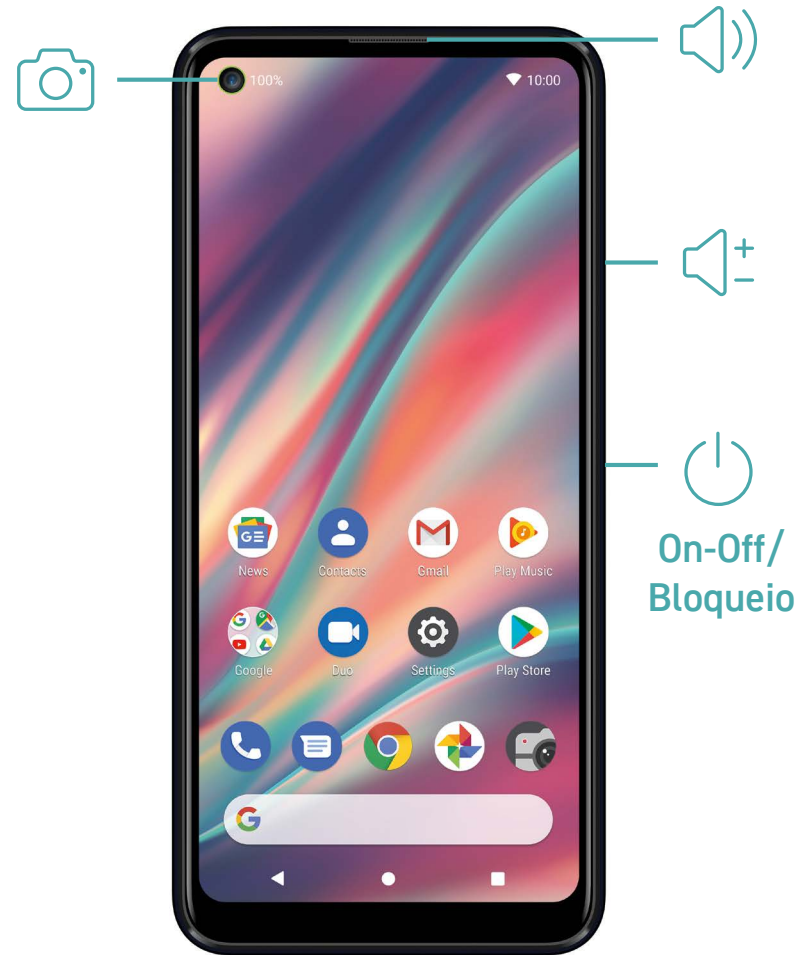 100% 10:00
On-Off/
Bloqueio
News Contacts Gmail Play Music
Google Duo Settings Play Store